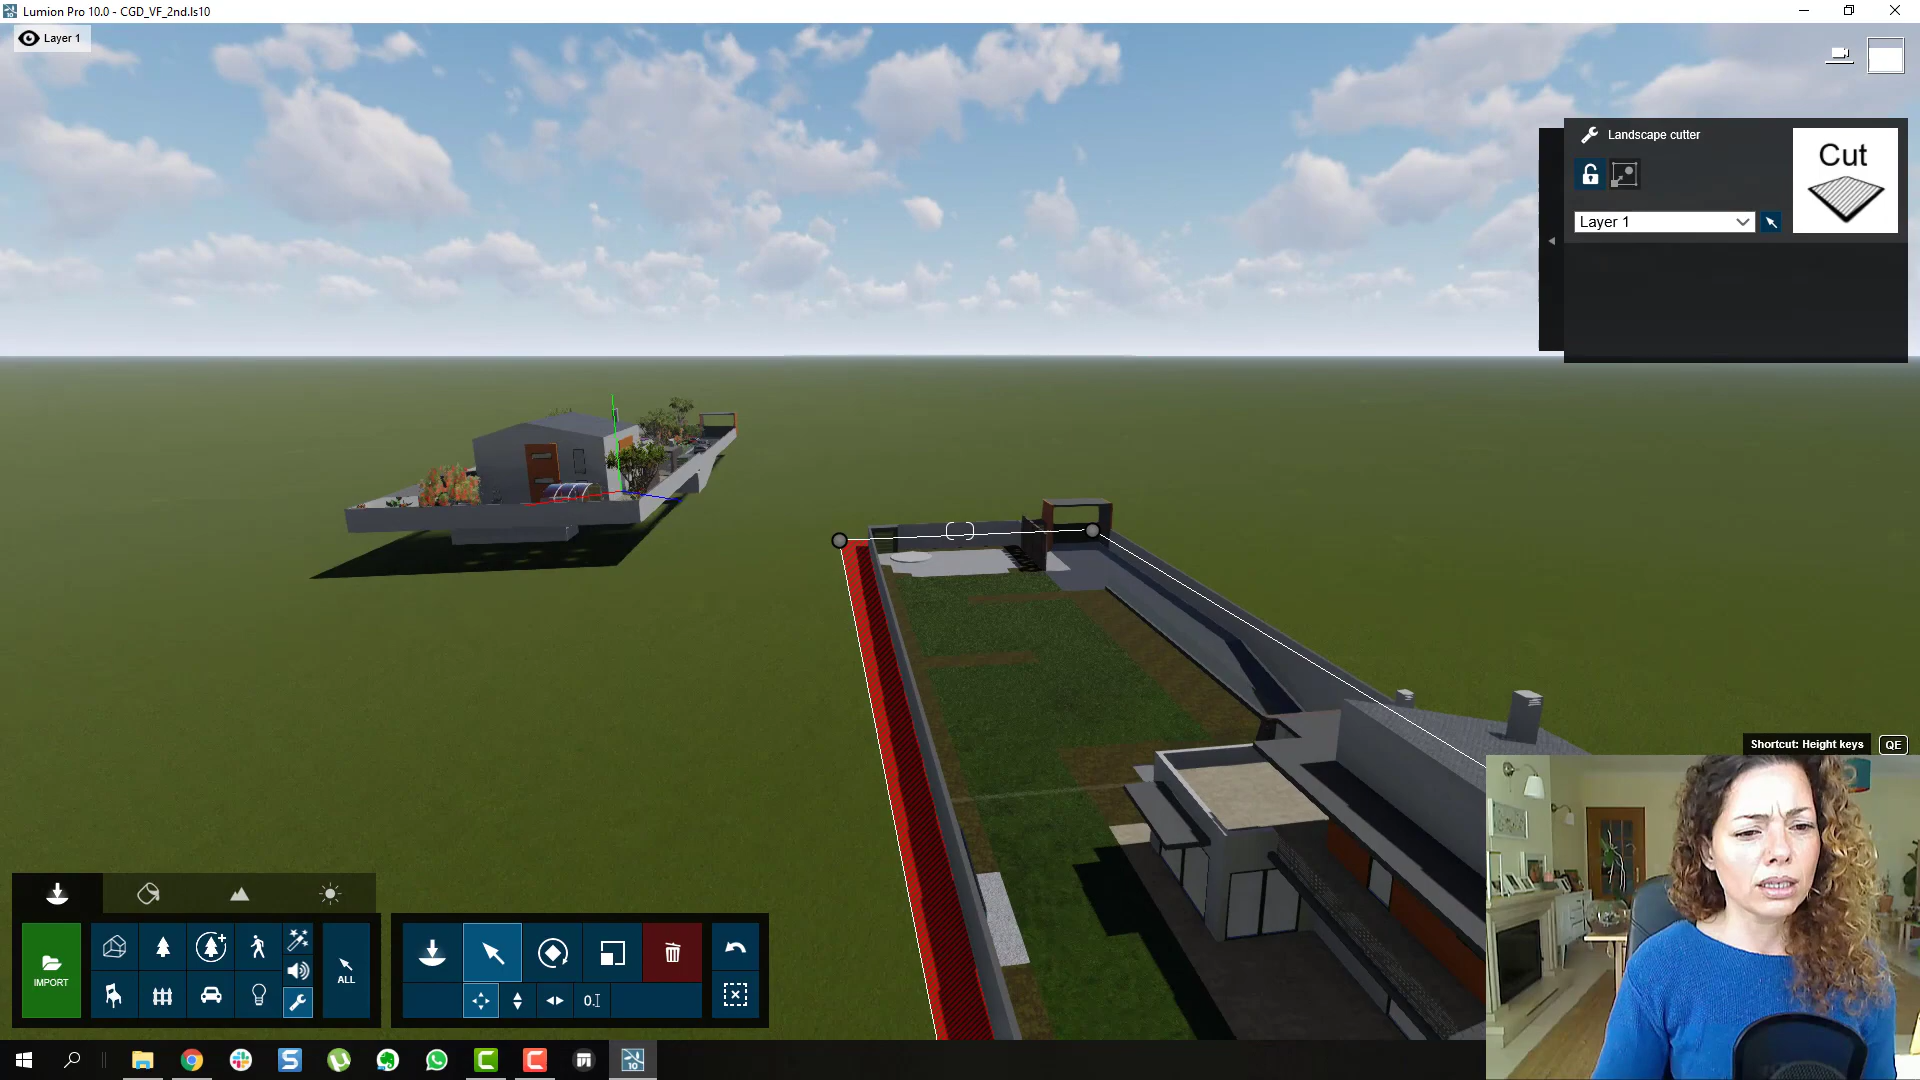 Lumion Pro 10.0 - CGD_VF_2nd.ls10
Layer 1
Landscape cutter
Cut
Layer 1
Shortcut: Height keys
QE
IMPORT
ALL
0.
10